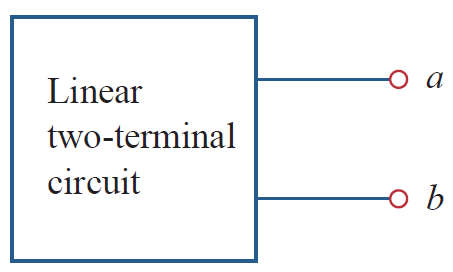 Linear
two-terminal
circuit
a
b